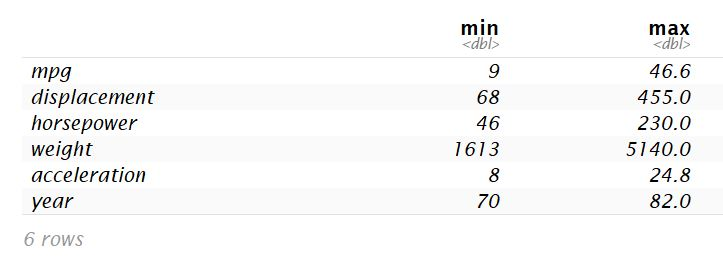 min max
<dbl> <dbl>
mpg 9 46.6
displacement 68 455.0
horsepower 46 230.0
weight 1613 5140.0
acceleration 8 24.8
year 70 82.0
6 rows